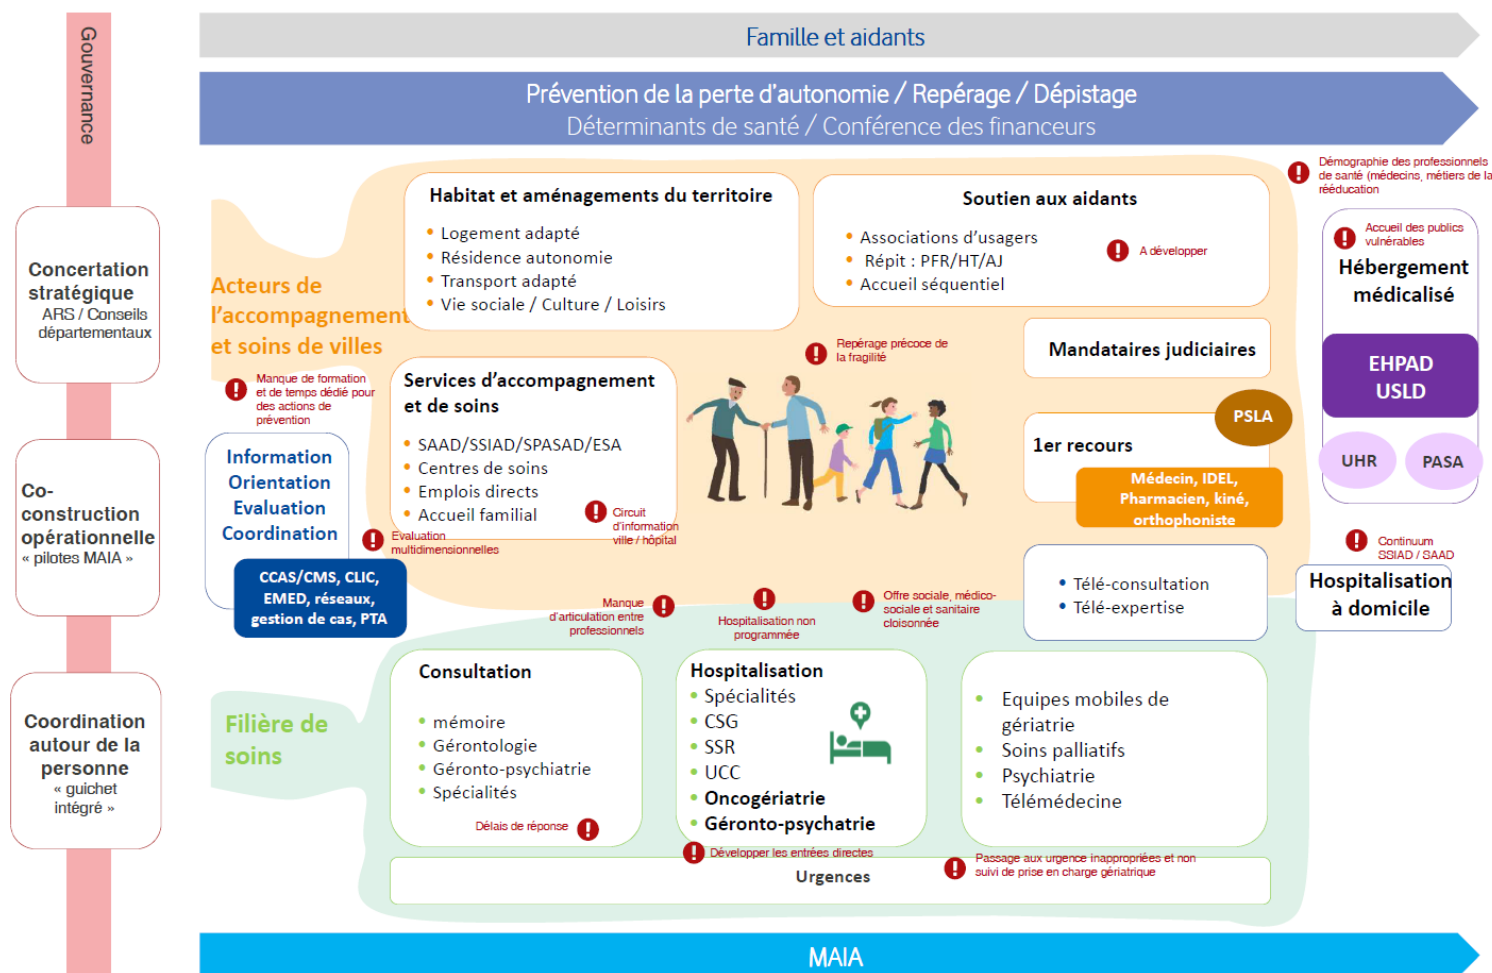 Gouvernance
Famille et aidants
Prévention de la perte d'autonomie / Repérage / Dépistage
Déterminants de santé / Conférence des financeurs
Concertation
stratégique
ARS / Conseils
départementaux
Co-
construction
opérationnelle
« pilotes MAIA »
Coordination
autour de la
personne
« guichet
intégré »
Acteurs de
l'accompagnement
et soins de villes
Manque de formation
et de temps dédié pour
des actions de
prévention
Information
Orientation
Evaluation
Coordination
CCAS/CMS, CLIC,
EMED, réseaux,
gestion de cas, PTA
Evaluation
multidimensionnelles
Habitat et aménagements du territoire
• Logement adapté
• Résidence autonomie
• Transport adapté
• Vie sociale / Culture / Loisirs
Soutien aux aidants
• Associations d'usagers
• Répit : PFR/HT/AJ
• Accueil séquentiel
A développer
Services d'accompagnement
et de soins
• SAAD/SSIAD/SPASAD/ESA
• Centres de soins
• Emplois directs
• Accueil familial
Circuit
d'information
ville / hôpital
Repérage précoce de
la fragilité
Mandataires judiciaires
PSLA
1er recours
Médecin, IDEL,
Pharmacien, kiné,
orthophoniste
• Télé-consultation
• Télé-expertise
Démographie des professionnels
de santé (médecins, métiers de la
rééducation
Accueil des publics
vulnérables
Hébergement
médicalisé
EHPAD
USLD
UHR
PASA
Continuum
SSIAD / SAAD
Hospitalisation
à domicile
Manque
d'articulation entre
professionnels
Hospitalisation non
programmée
Offre sociale, médico-
sociale et sanitaire
cloisonnée
Filière de
soins
Consultation
• mémoire
• Gérontologie
• Géronto-psychiatrie
• Spécialités
Délais de réponse
Hospitalisation
• Spécialités
• CSG
• SSR
• UCC
• Oncogériatrie
• Géronto-psychatrie
Développer les entrées directes
• Equipes mobiles de
gériatrie
• Soins palliatifs
• Psychiatrie
• Télémédecine
Passage aux urgence inappropriées et non
suivi de prise en charge gériatrique
Urgences
MAIA